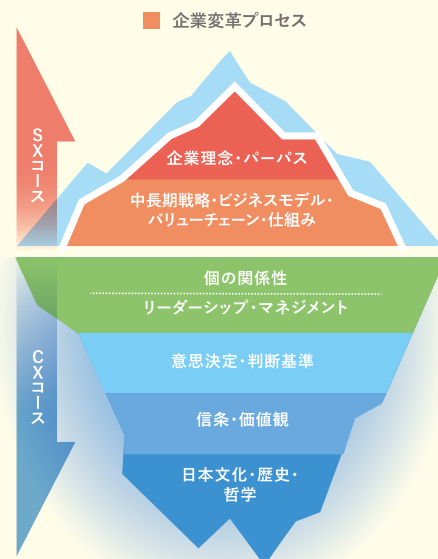 企業変革プロセス
SXコース
企業理念・パーパス
中長期戦略・ビジネスモデル・
バリューチェーン・仕組み
個の関係性
リーダーシップ・マネジメント
CXコース
意思決定・判断基準
信条・価値観
日本文化・歴史・
哲学